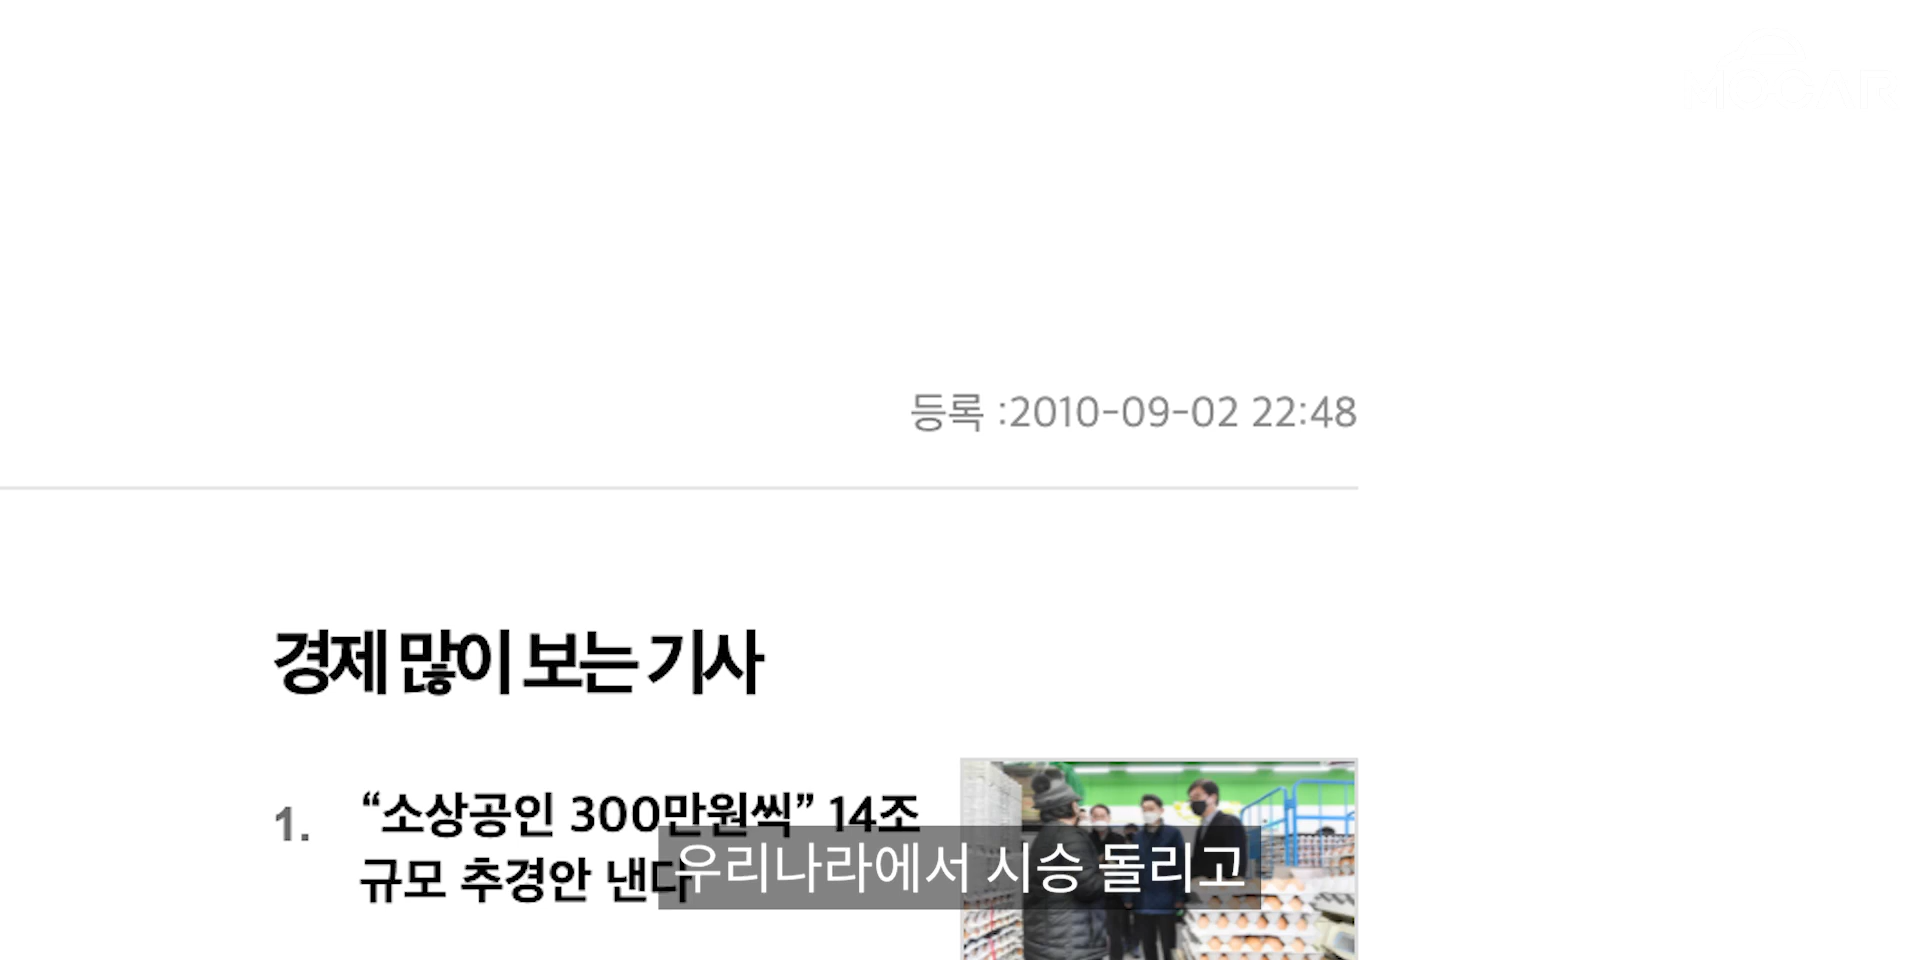 등록 :2010-09-02 22:48
경제 많이 보는 기사
1. “소상공인 300만원씩” 14조
규모 추경안 낸다
우리나라에서 시승 돌리고